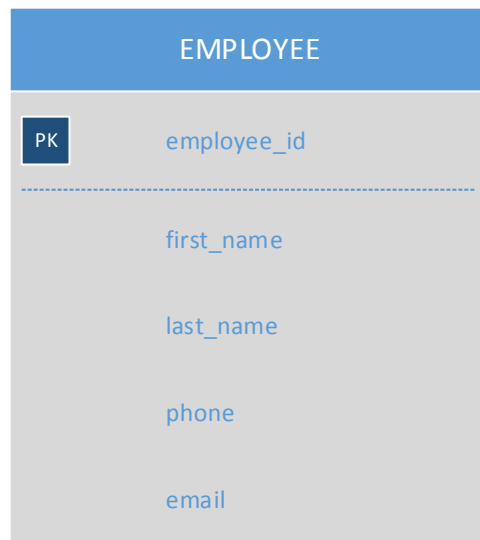 EMPLOYEE
PK employee_id
first_name
last_name
phone
email